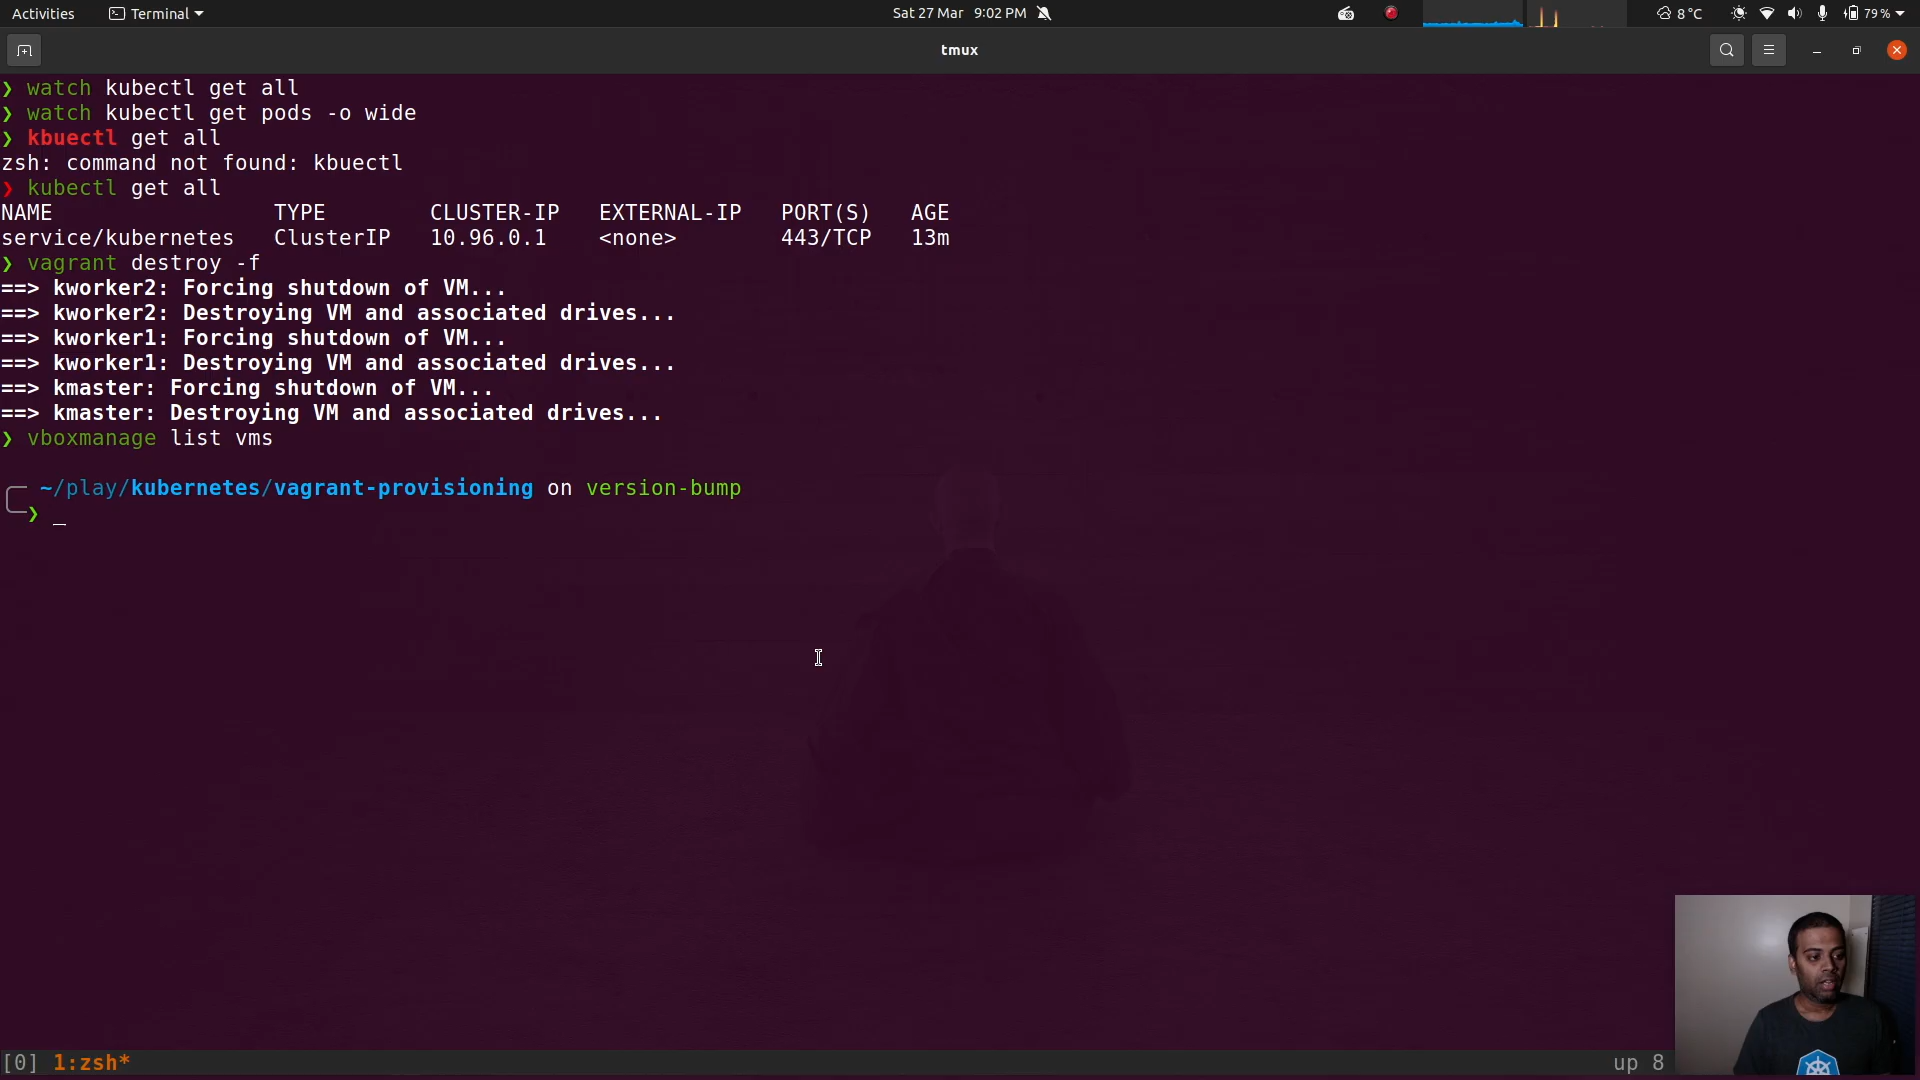 Activities Terminal Sat 27 Mar 9:02 PM 8°C 79%
tmux
❯ watch kubectl get all
❯ watch kubectl get pods -o wide
❯ kbuectl get all
zsh: command not found: kbuectl
❯ kubectl get all
NAME TYPE CLUSTER-IP EXTERNAL-IP PORT(S) AGE
service/kubernetes ClusterIP 10.96.0.1 <none> 443/TCP 13m
❯ vagrant destroy -f
==> kworker2: Forcing shutdown of VM...
==> kworker2: Destroying VM and associated drives...
==> kworker1: Forcing shutdown of VM...
==> kworker1: Destroying VM and associated drives...
==> kmaster: Forcing shutdown of VM...
==> kmaster: Destroying VM and associated drives...
❯ vboxmanage list vms
~/play/kubernetes/vagrant-provisioning on version-bump
❯ _
[0] 1:zsh* up 8